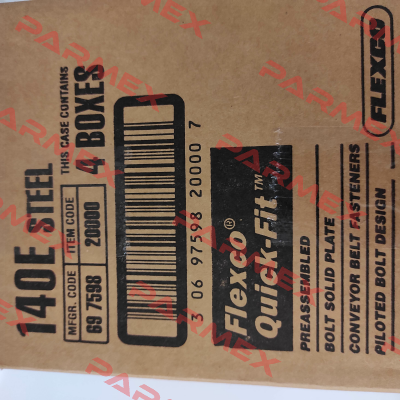 140E STEEL
THIS CASE CONTAINS
4 BOXES
MFGR. CODE ITEM CODE
69 7598 20000
3 06 97598 20000 7
Flexco®
Quick-Fit™
PREASSEMBLED
BOLT SOLID PLATE
CONVEYOR BELT FASTENERS
PILOTED BOLT DESIGN
FLEXCO
PARMEX
PARMEX
PARMEX
PARMEX
PARMEX
PARMEX
PARMEX